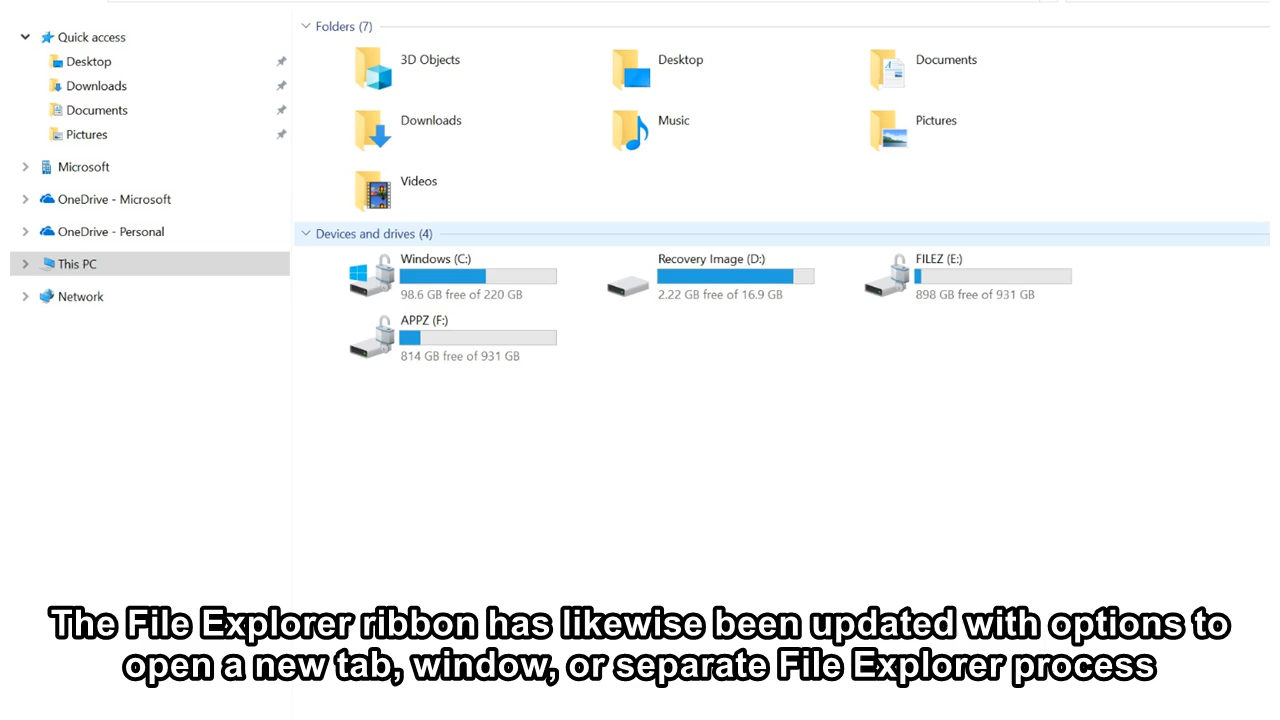 Quick access
Desktop
Downloads
Documents
Pictures
Microsoft
OneDrive - Microsoft
OneDrive - Personal
This PC
Network
Folders (7)
3D Objects
Desktop
Documents
Downloads
Music
Pictures
Videos
Devices and drives (4)
Windows (C:)
98.6 GB free of 220 GB
Recovery Image (D:)
2.22 GB free of 16.9 GB
FILEZ (E:)
898 GB free of 931 GB
APPZ (F:)
814 GB free of 931 GB
The File Explorer ribbon has likewise been updated with options to
open a new tab, window, or separate File Explorer process